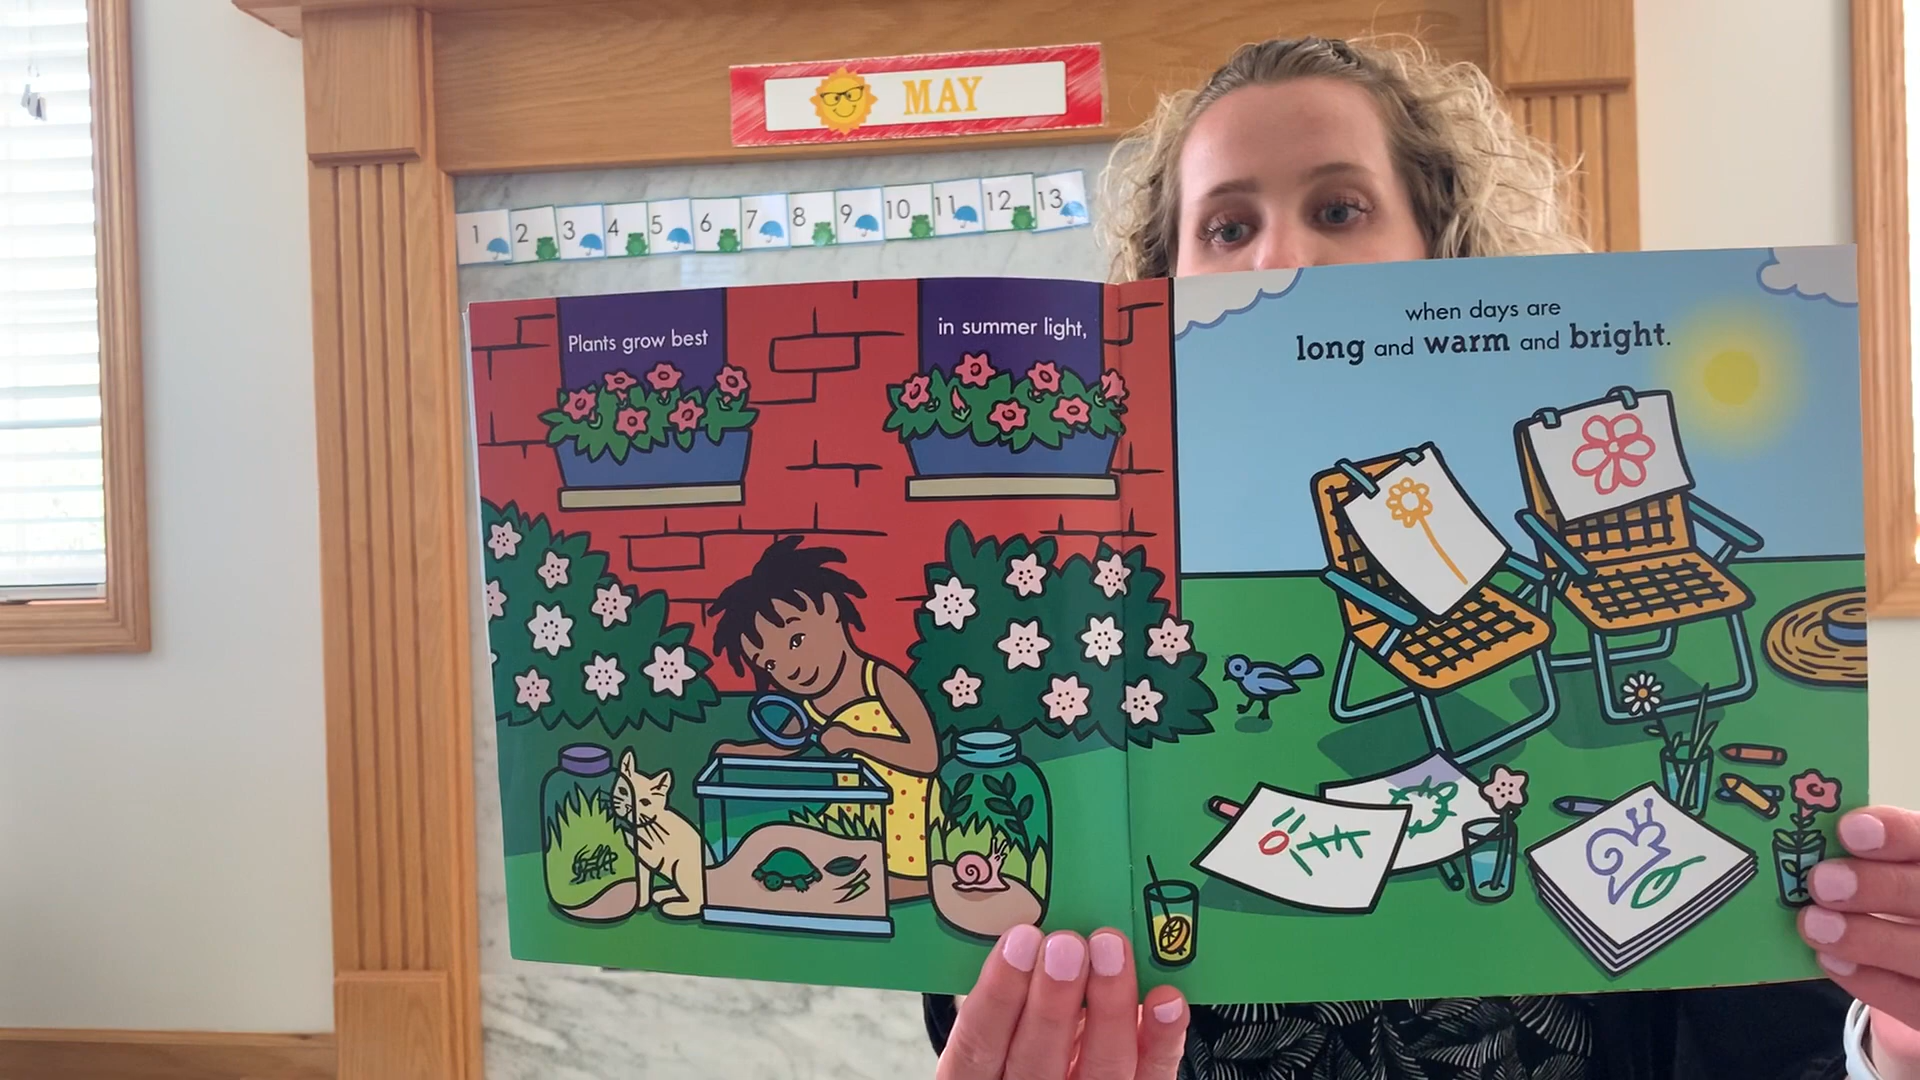 MAY
1 2 3 4 5 6 7 8 9 10 11 12 13
Plants grow best
in summer light,
when days are
long and warm and bright.